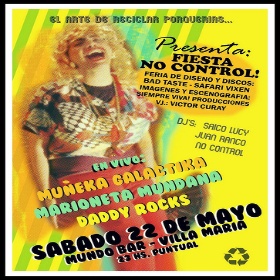 EL ARTE DE RECICLAR PORQUERIAS...
Presenta:
FIESTA
NO CONTROL!
FERIA DE DISEÑO Y DISCOS:
BAD TASTE - SAFARI VIXEN
IMAGENES Y ESCENOGRAFIA:
SIEMPRE VIVA! PRODUCCIONES
VJ.: VICTOR CURAY
DJ'S: SAICO LUCY
JUAN RANCO
NO CONTROL
EN VIVO:
MUÑEKA GALAKTIKA
MARIONETA MUNDANA
DADDY ROCKS
SABADO 22 DE MAYO
MUNDO BAR - VILLA MARIA
23 HS. PUNTUAL